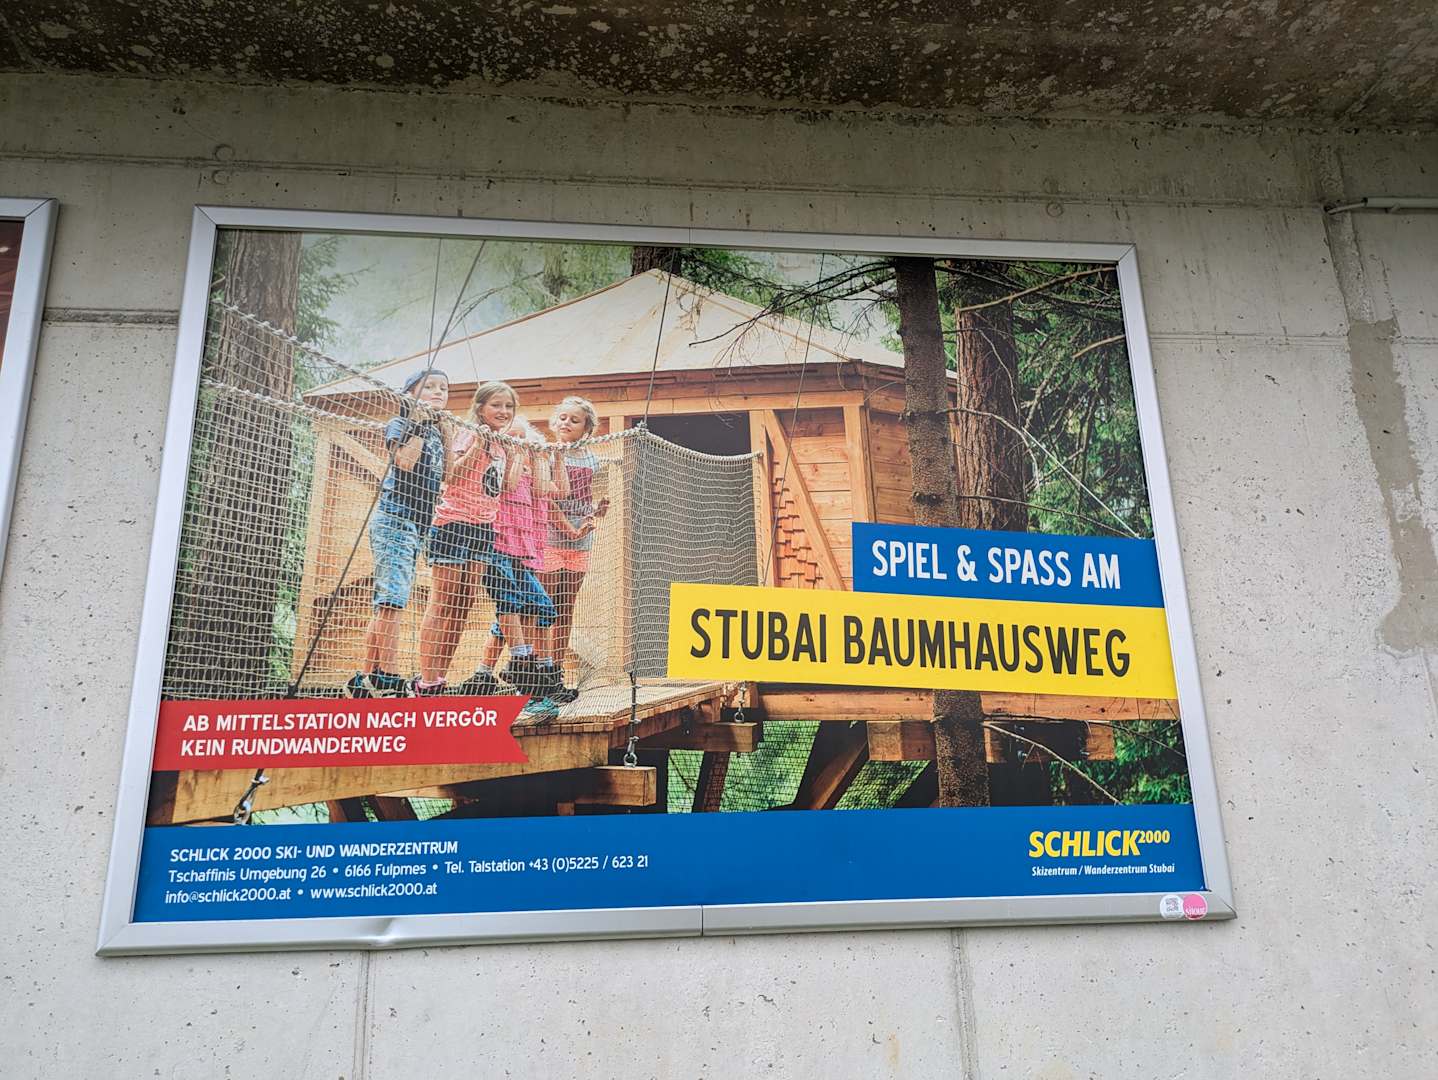 SPIEL & SPASS AM
STUBAI BAUMHAUSWEG
AB MITTELSTATION NACH VERGÖR
KEIN RUNDWANDERWEG
SCHLICK 2000 SKI- UND WANDERZENTRUM
Tschaffinis Umgebung 26 • 6166 Fulpmes • Tel. Talstation +43 (0)5225 / 623 21
info@schlick2000.at • www.schlick2000.at
SCHLICK2000
Skizentrum / Wanderzentrum Stubai